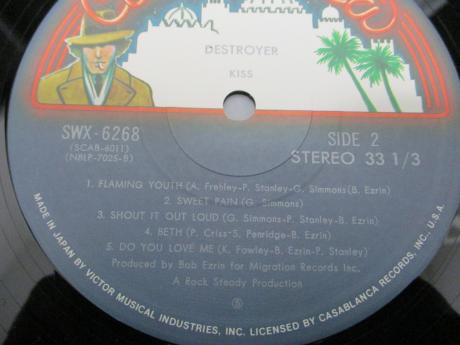 DESTROYER
KISS
SWX-6268
(SCAB-6011)
(NBLP-7025-B)
SIDE 2
STEREO 33 1/3
1. FLAMING YOUTH (A. Frehley-P. Stanley-G. Simmons(B. Ezrin)
2. SWEET PAIN (G. Simmons)
3. SHOUT IT OUT LOUD (G. Simmons-P. Stanley-B. Ezrin)
4. BETH (P. Criss-S. Penridge-B. Ezrin)
5. DO YOU LOVE ME (K. Fowley-B. Ezrin-P. Stanley)
Produced by Bob Ezrin for Migration Records Inc.
A Rock Steady Production
MADE IN JAPAN BY VICTOR MUSICAL INDUSTRIES, INC. LICENSED BY CASABLANCA RECORDS, INC., U.S.A.